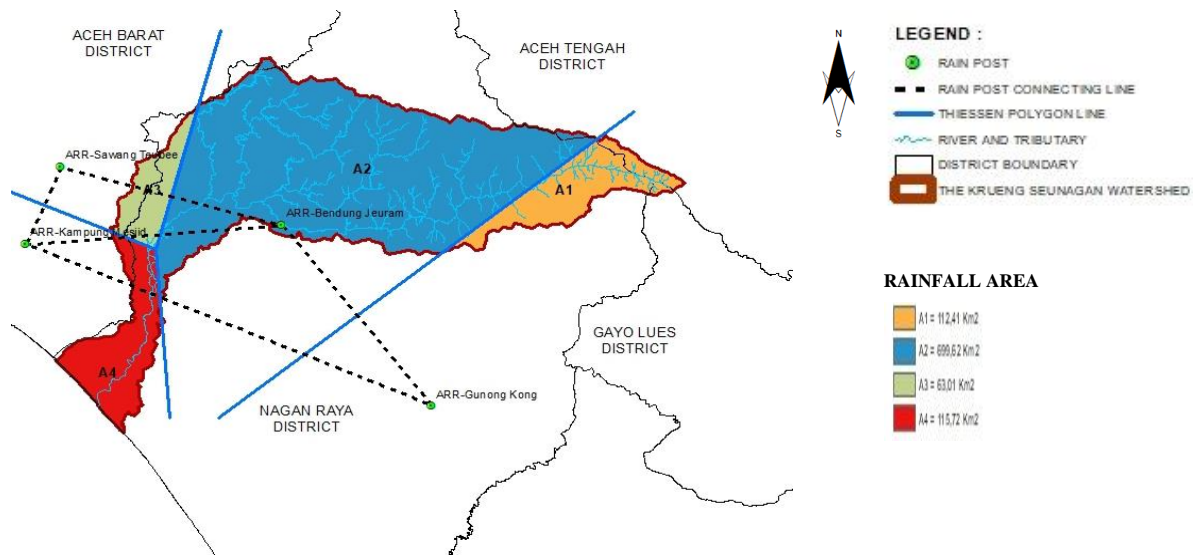 ACEH BARAT
DISTRICT
ACEH TENGAH
DISTRICT
ARR-Sawang Teubee
A3
A2
A1
ARR-Bendung Jeuram
ARR-Kampung Mesjid
A4
ARR-Gunong Kong
NAGAN RAYA
DISTRICT
GAYO LUES
DISTRICT
N
S
LEGEND :
RAIN POST
RAIN POST CONNECTING LINE
THIESSEN POLYGON LINE
RIVER AND TRIBUTARY
DISTRICT BOUNDARY
THE KRUENG SEUNAGAN WATERSHED
RAINFALL AREA
A1 = 112,41 Km2
A2 = 699,62 Km2
A3 = 63,01 Km2
A4 = 115,72 Km2